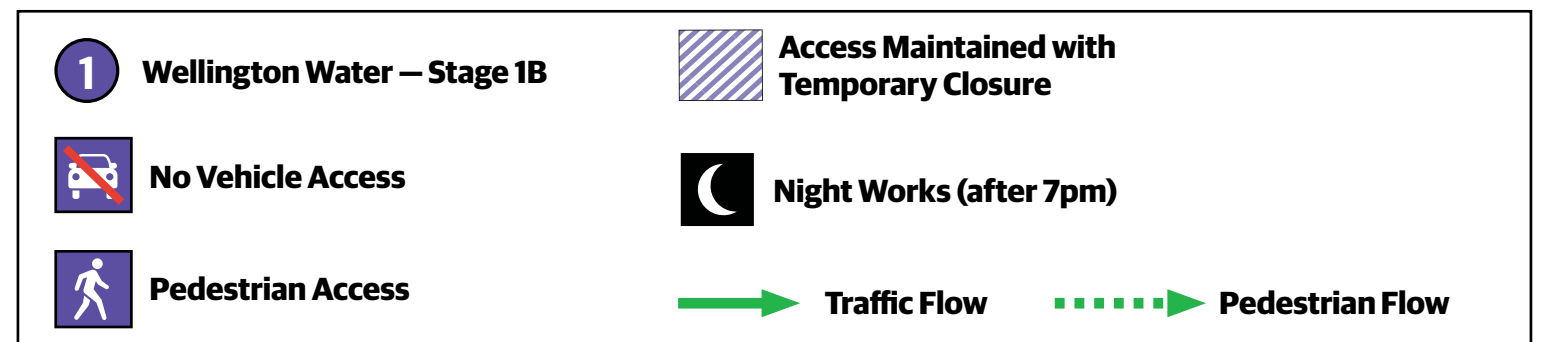 1 Wellington Water — Stage 1B
No Vehicle Access
Pedestrian Access
Access Maintained with
Temporary Closure
Night Works (after 7pm)
Traffic Flow
Pedestrian Flow